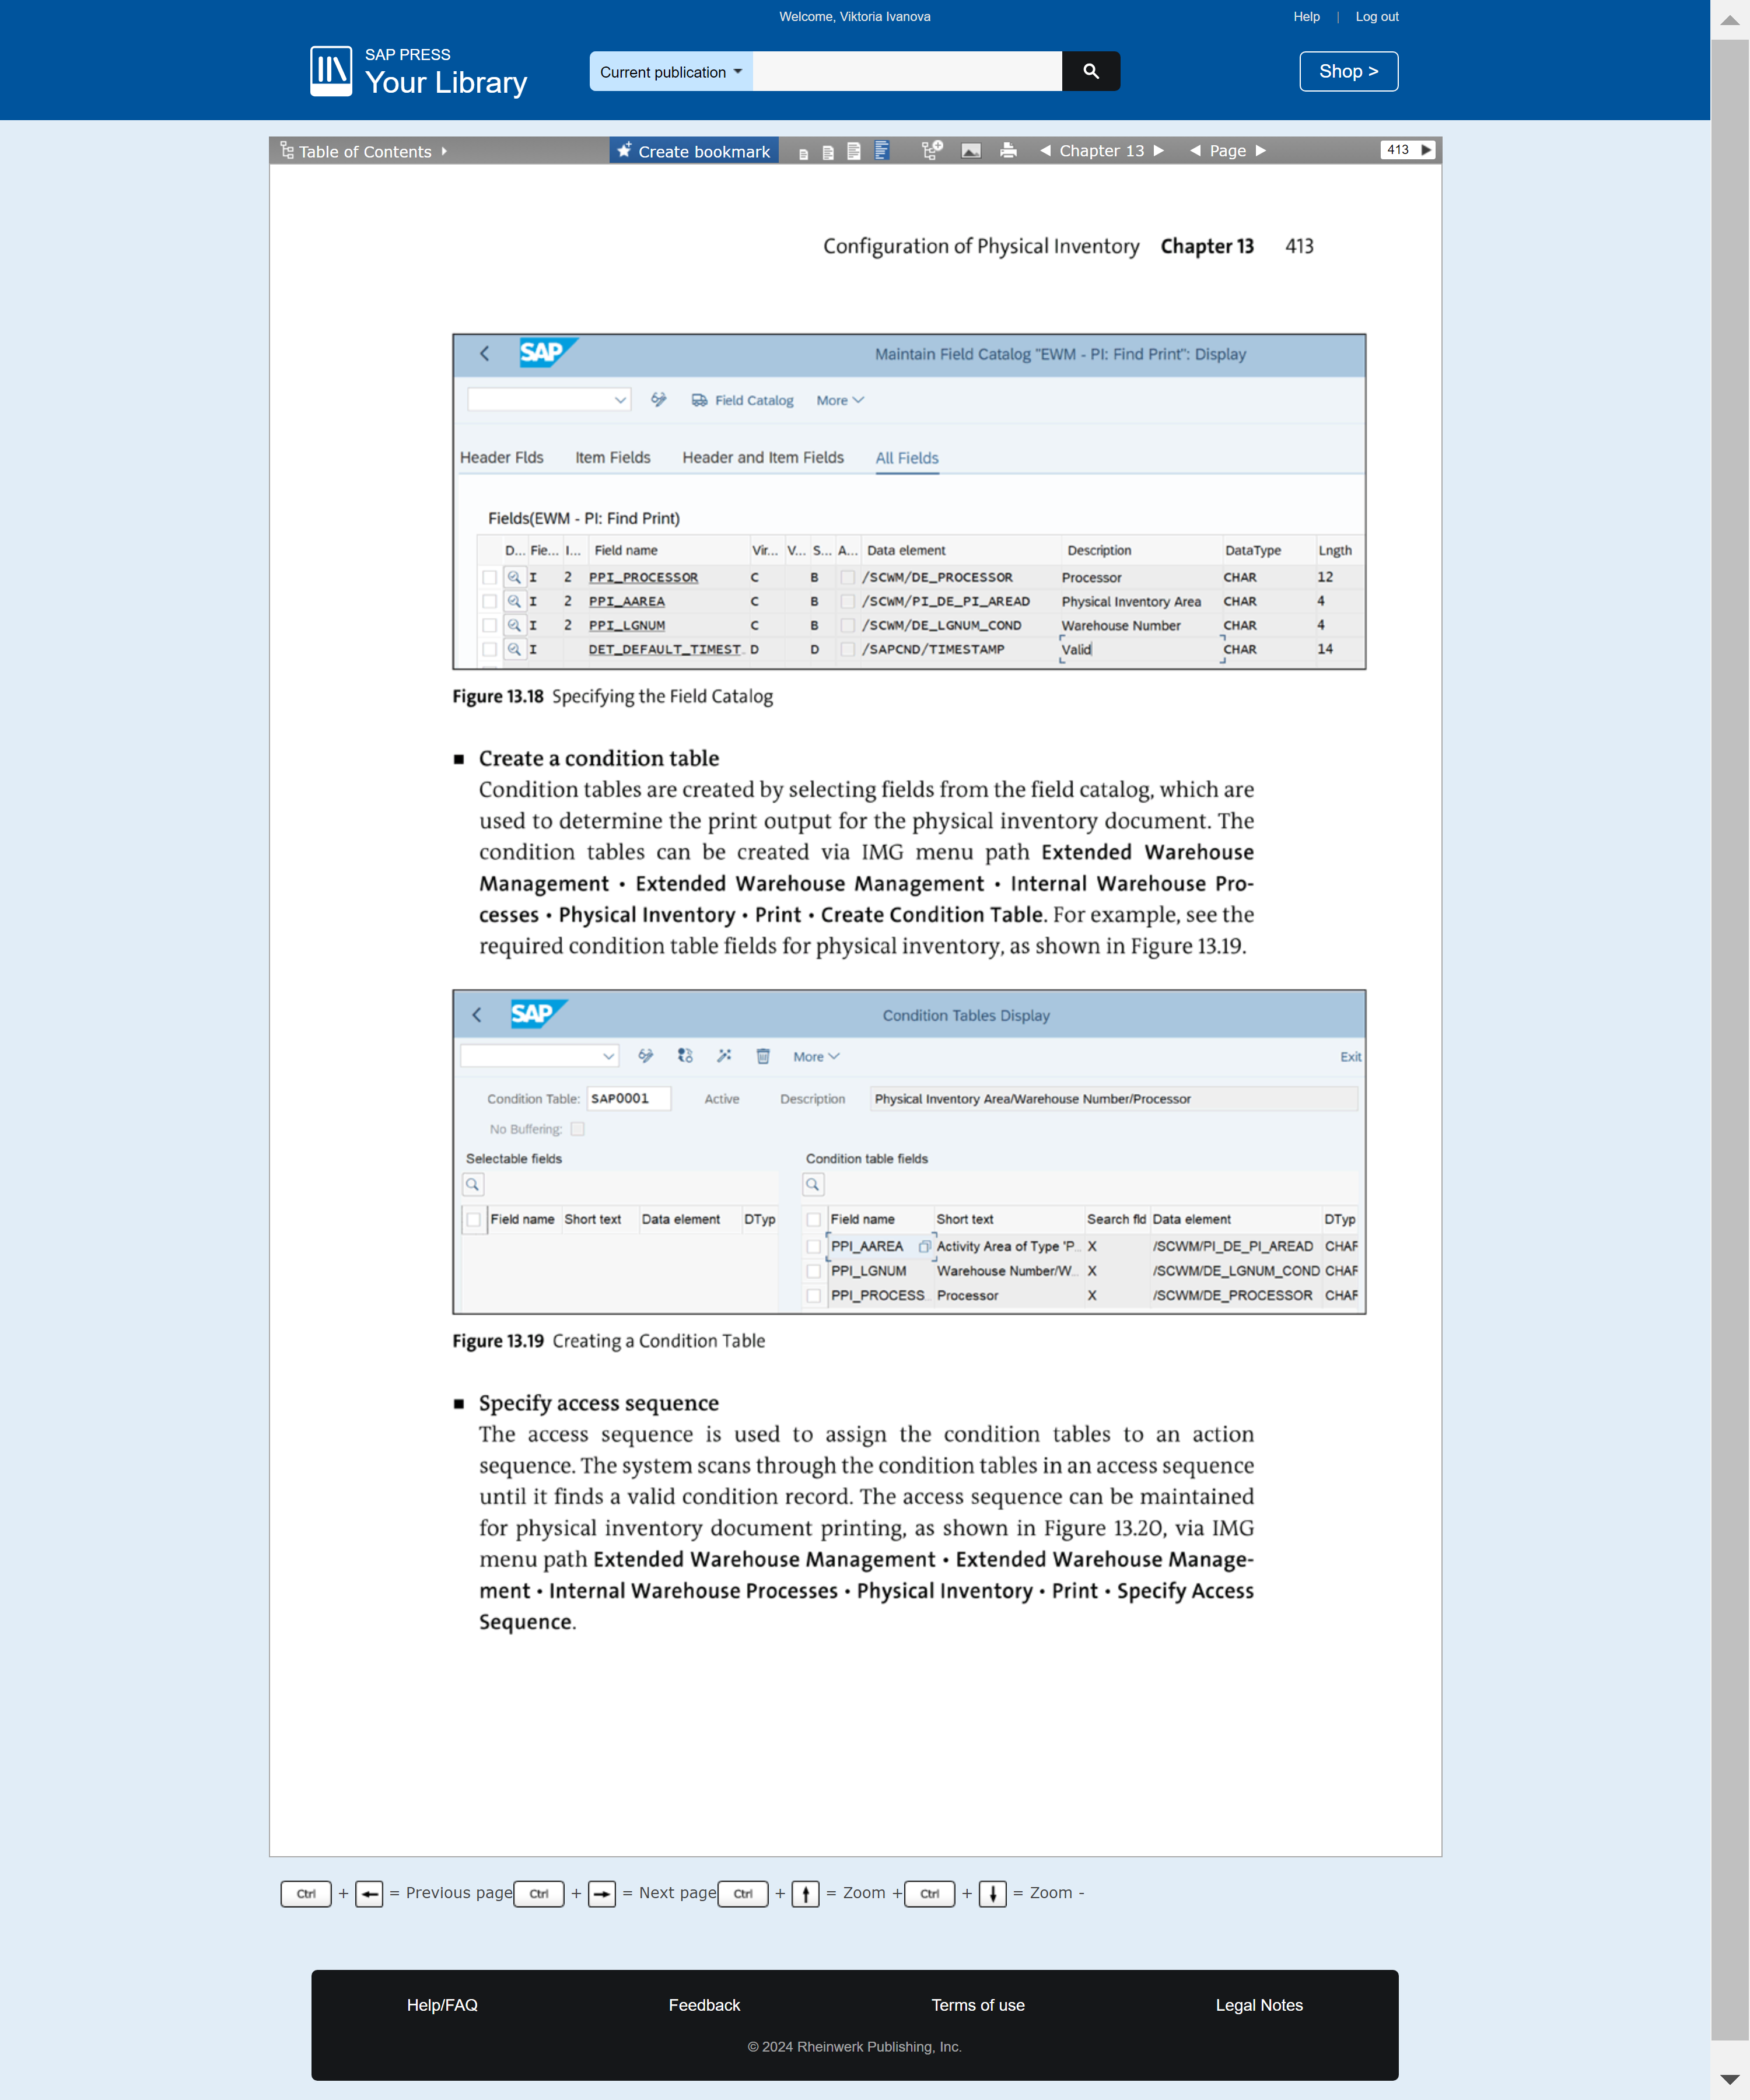 Welcome, Viktoria Ivanova
Help | Log out
SAP PRESS
Your Library
Current publication
Shop >
Table of Contents
Create bookmark
Chapter 13
Page
413
Configuration of Physical Inventory Chapter 13 413
SAP
Maintain Field Catalog "EWM - PI: Find Print": Display
Field Catalog More
Header Flds Item Fields Header and Item Fields All Fields
Fields(EWM - PI: Find Print)
D... Fie... I... Field name Vir... V... S... A... Data element Description DataType Lngth
I 2 PPI_PROCESSOR C B /SCWM/DE_PROCESSOR Processor CHAR 12
I 2 PPI_AAREA C B /SCWM/PI_DE_PI_AREAD Physical Inventory Area CHAR 4
I 2 PPI_LGNUM C B /SCWM/DE_LGNUM_COND Warehouse Number CHAR 4
I DET_DEFAULT_TIMEST... D D /SAPCND/TIMESTAMP Valid CHAR 14
Figure 13.18 Specifying the Field Catalog
■ Create a condition table
Condition tables are created by selecting fields from the field catalog, which are
used to determine the print output for the physical inventory document. The
condition tables can be created via IMG menu path Extended Warehouse
Management • Extended Warehouse Management • Internal Warehouse Pro-
cesses • Physical Inventory • Print • Create Condition Table. For example, see the
required condition table fields for physical inventory, as shown in Figure 13.19.
SAP
Condition Tables Display
More Exit
Condition Table: SAP0001 Active Description Physical Inventory Area/Warehouse Number/Processor
No Buffering:
Selectable fields Condition table fields
Field name Short text Data element DTyp Field name Short text Search fld Data element DTyp
PPI_AAREA Activity Area of Type 'P... X /SCWM/PI_DE_PI_AREAD CHAR
PPI_LGNUM Warehouse Number/W... X /SCWM/DE_LGNUM_COND CHAR
PPI_PROCESS... Processor X /SCWM/DE_PROCESSOR CHAR
Figure 13.19 Creating a Condition Table
■ Specify access sequence
The access sequence is used to assign the condition tables to an action
sequence. The system scans through the condition tables in an access sequence
until it finds a valid condition record. The access sequence can be maintained
for physical inventory document printing, as shown in Figure 13.20, via IMG
menu path Extended Warehouse Management • Extended Warehouse Manage-
ment • Internal Warehouse Processes • Physical Inventory • Print • Specify Access
Sequence.
Ctrl + ← = Previous page Ctrl + → = Next page Ctrl + ↑ = Zoom + Ctrl + ↓ = Zoom -
Help/FAQ Feedback Terms of use Legal Notes
© 2024 Rheinwerk Publishing, Inc.